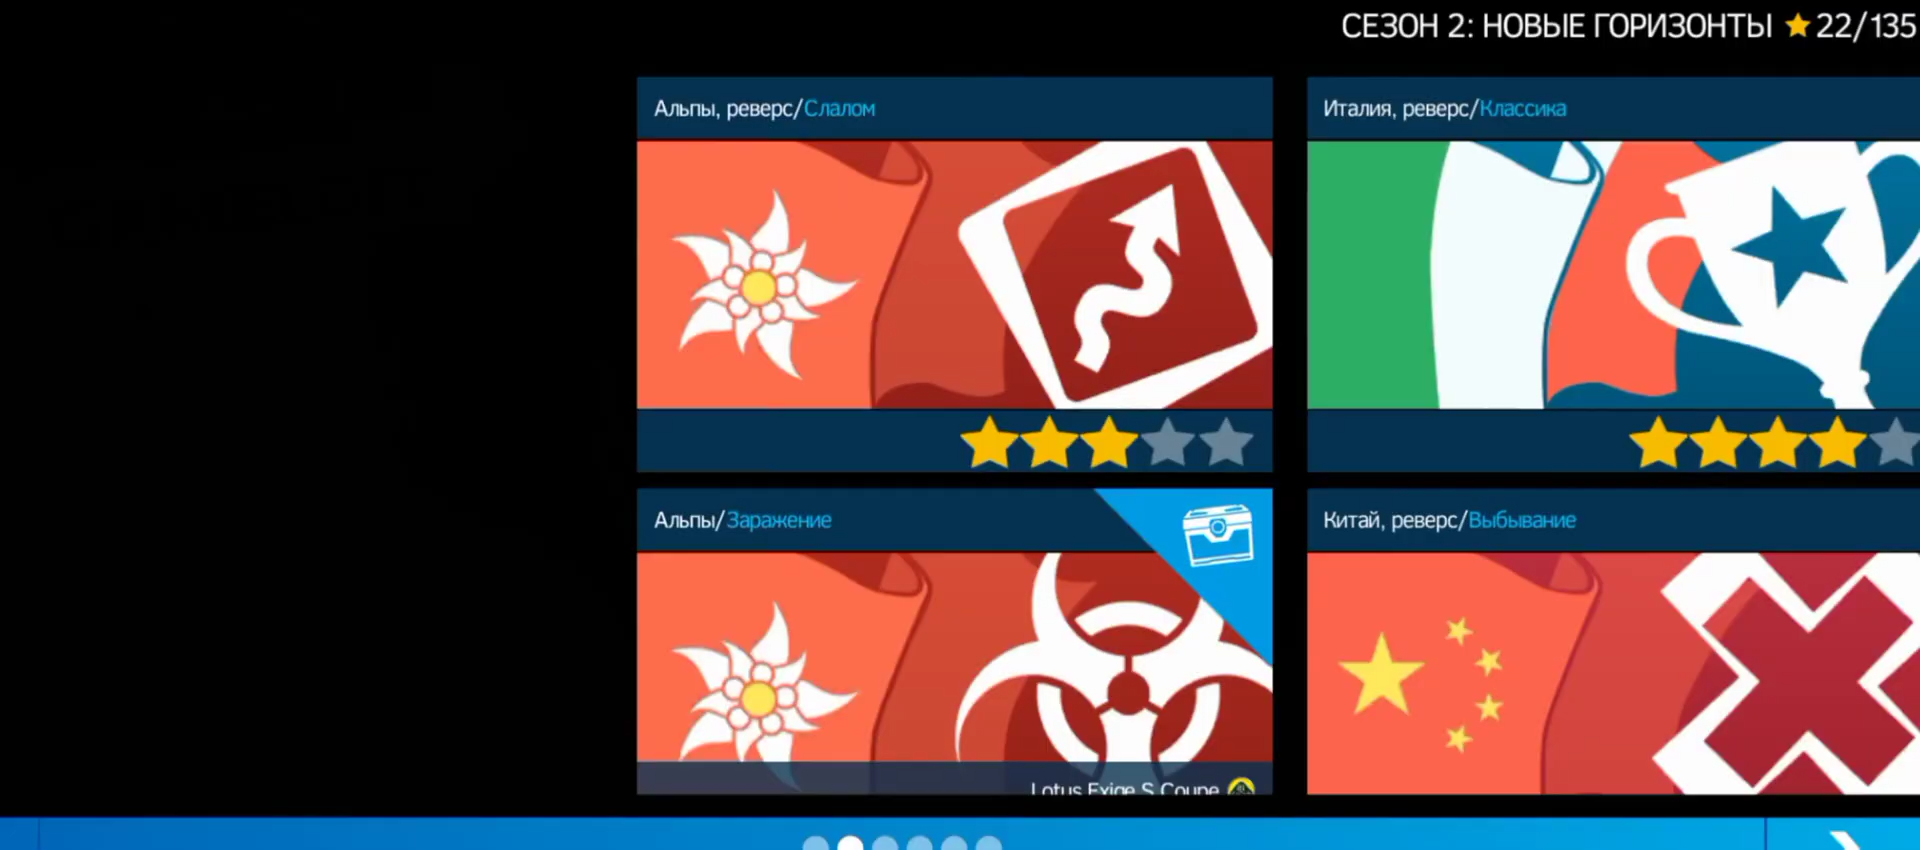 СЕЗОН 2: НОВЫЕ ГОРИЗОНТЫ 22/135
Альпы, реверс/Слалом
Италия, реверс/Классика
Альпы/Заражение
Китай, реверс/Выбывание
Lotus Exige S Coupe